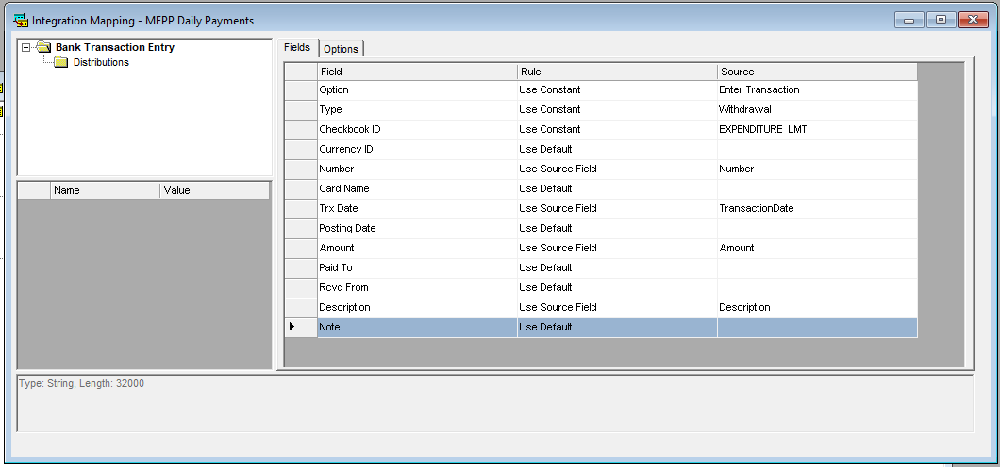 Integration Mapping - MEPP Daily Payments
Bank Transaction Entry
Distributions
Name Value
Fields Options
Field Rule Source
Option Use Constant Enter Transaction
Type Use Constant Withdrawal
Checkbook ID Use Constant EXPENDITURE LMT
Currency ID Use Default
Number Use Source Field Number
Card Name Use Default
Trx Date Use Source Field TransactionDate
Posting Date Use Default
Amount Use Source Field Amount
Paid To Use Default
Rcvd From Use Default
Description Use Source Field Description
Note Use Default
Type: String, Length: 32000